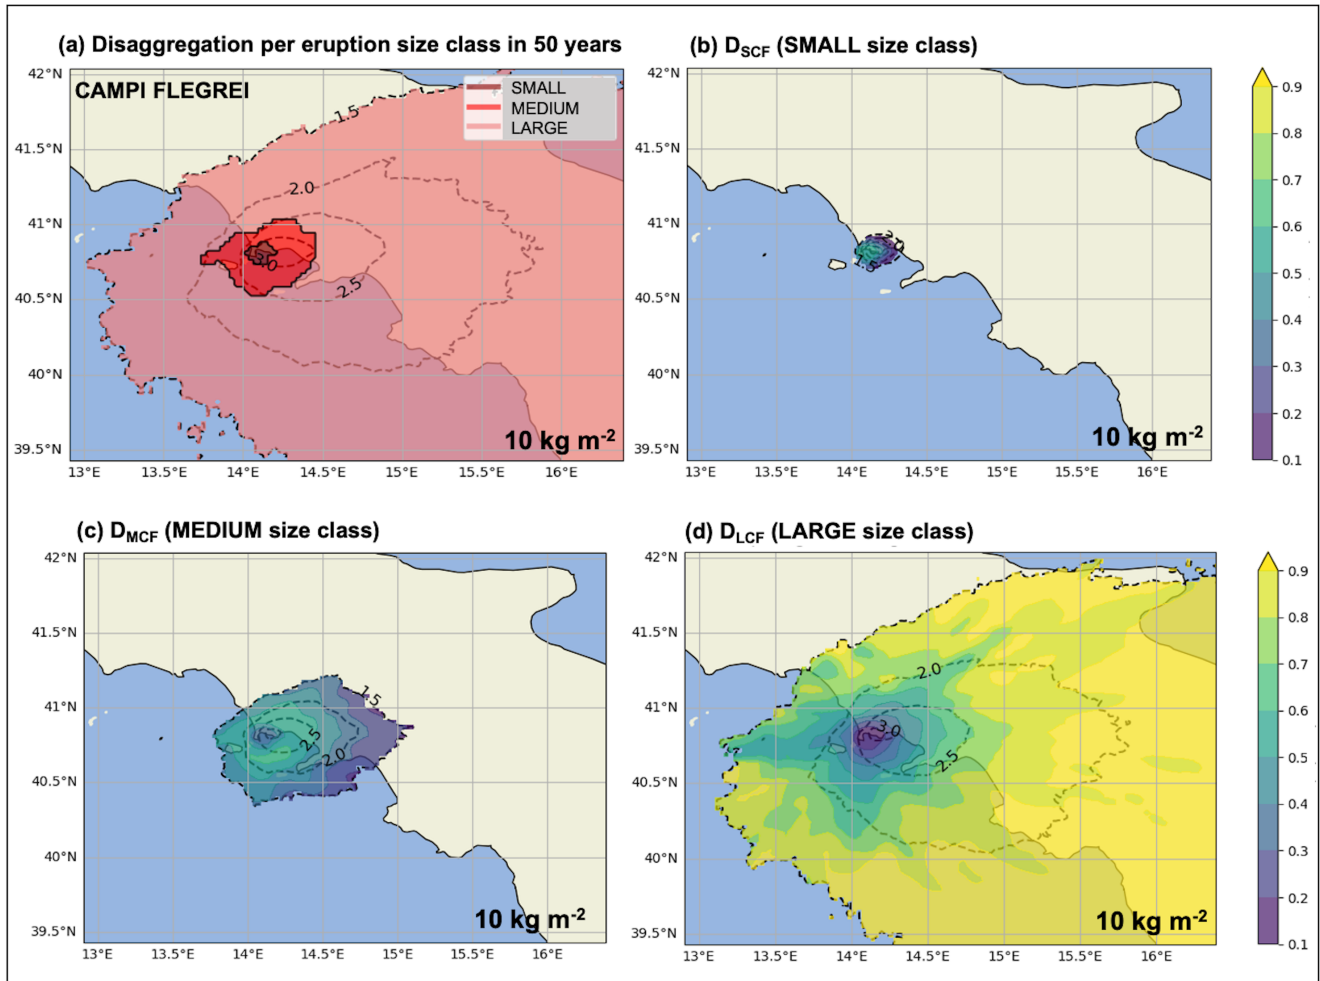 (a) Disaggregation per eruption size class in 50 years
CAMPI FLEGREI
SMALL
MEDIUM
LARGE
1.5
2.0
2.5
42°N
41.5°N
41°N
40.5°N
40°N
39.5°N
10 kg m-2
13°E 13.5°E 14°E 14.5°E 15°E 15.5°E 16°E
(b) DSCF (SMALL size class)
42°N
41.5°N
41°N
40.5°N
40°N
39.5°N
10 kg m-2
13°E 13.5°E 14°E 14.5°E 15°E 15.5°E 16°E
0.9
0.8
0.7
0.6
0.5
0.4
0.3
0.2
0.1
(c) DMCF (MEDIUM size class)
42°N
41.5°N
41°N
40.5°N
40°N
39.5°N
1.5
2.5
2.0
10 kg m-2
13°E 13.5°E 14°E 14.5°E 15°E 15.5°E 16°E
(d) DLCF (LARGE size class)
42°N
41.5°N
41°N
40.5°N
40°N
39.5°N
2.0
3.0
2.5
10 kg m-2
13°E 13.5°E 14°E 14.5°E 15°E 15.5°E 16°E
0.9
0.8
0.7
0.6
0.5
0.4
0.3
0.2
0.1